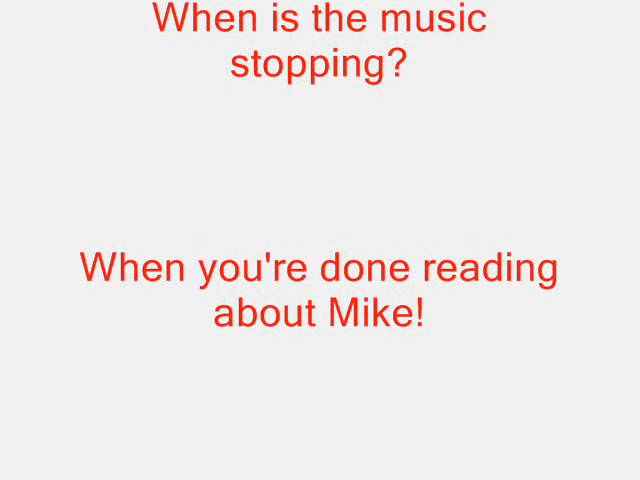 When is the music
stopping?
When you're done reading
about Mike!